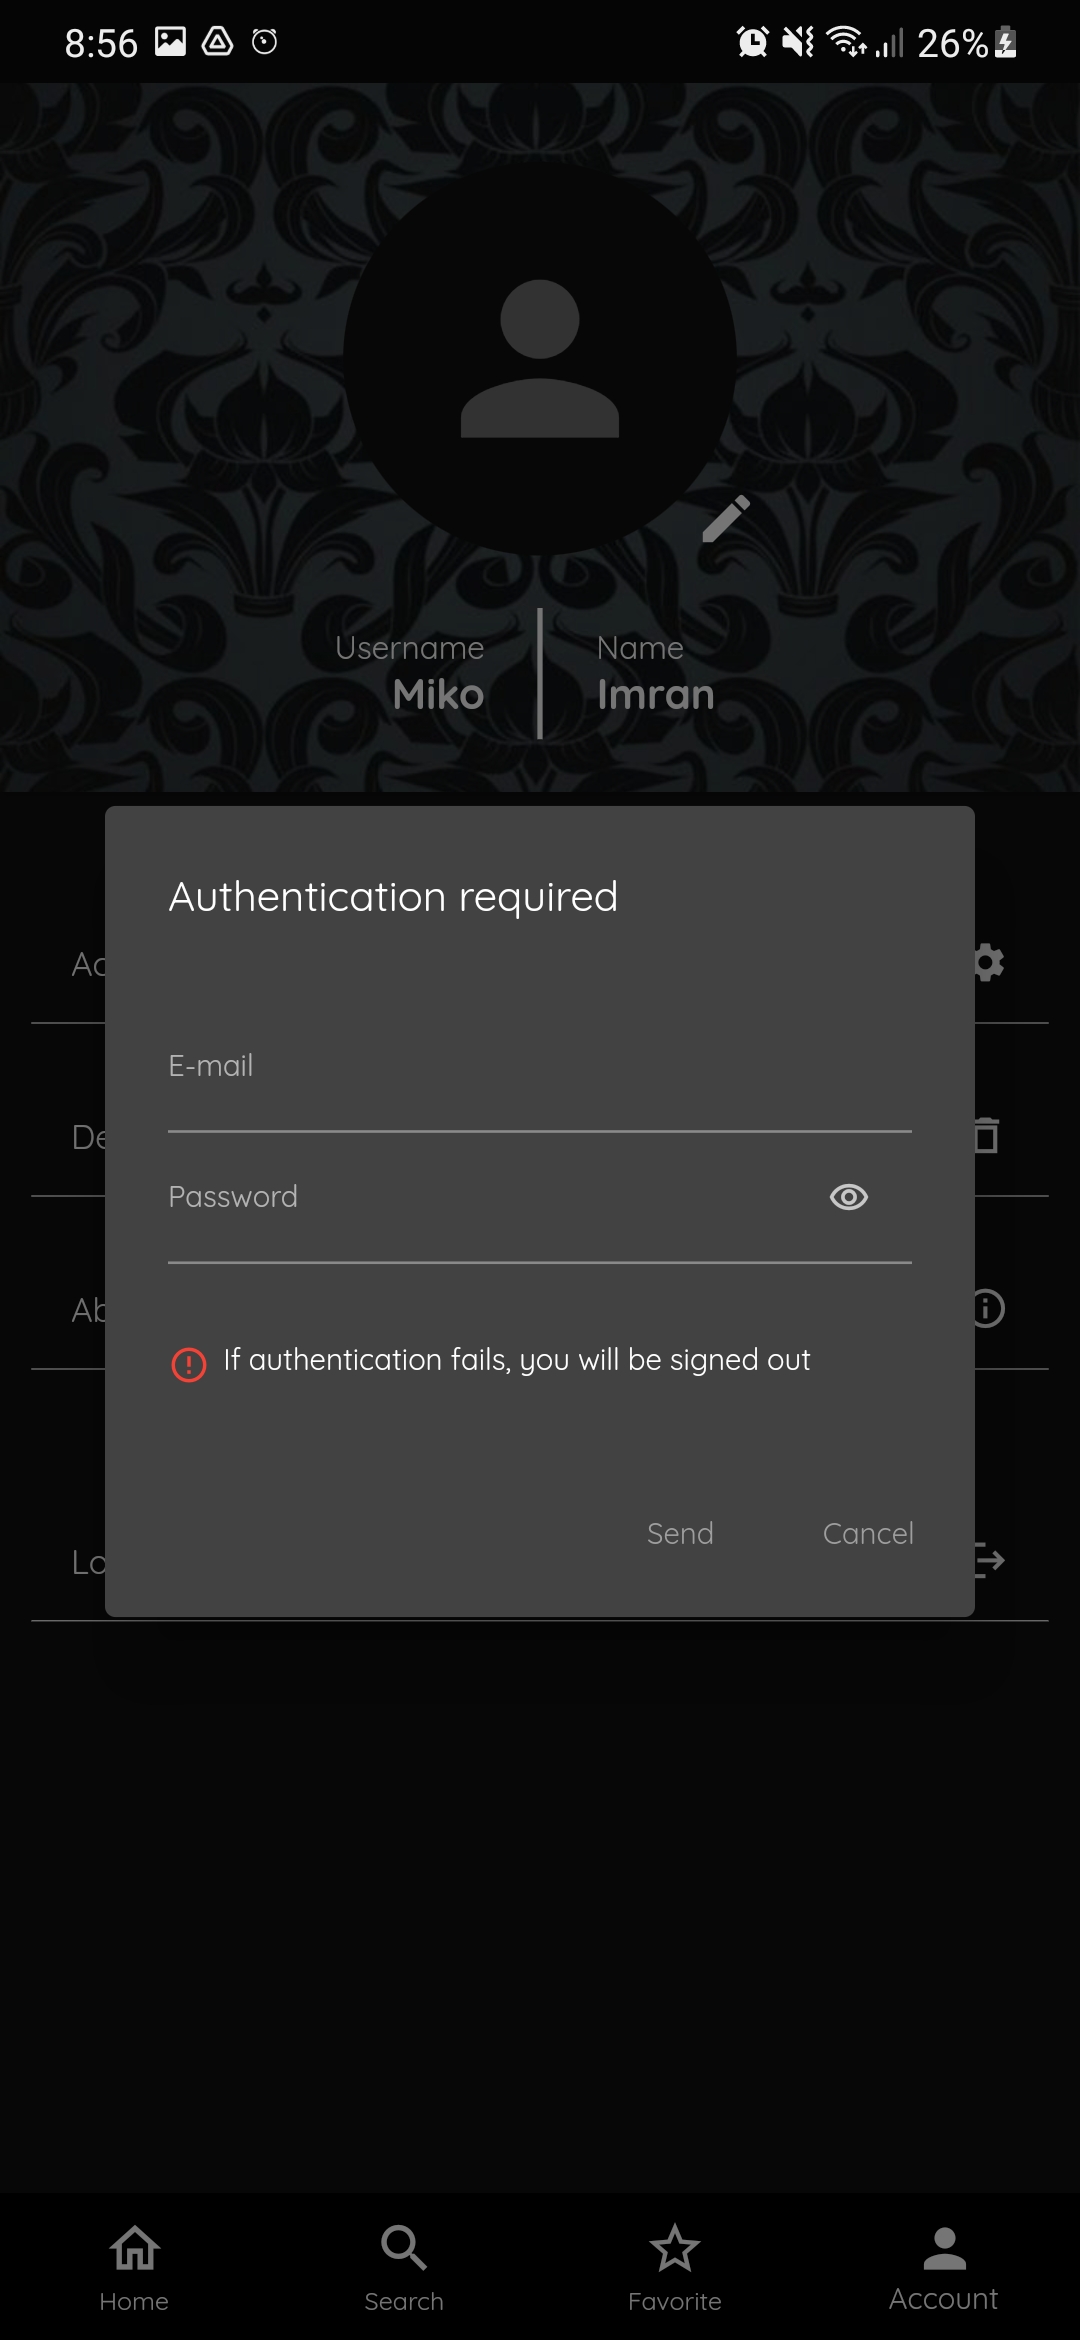 8:56 26%
Username Name
Miko Imran
Authentication required
Ac
E-mail
De
Password
Ab
If authentication fails, you will be signed out
Send Cancel
Lo
Home Search Favorite Account